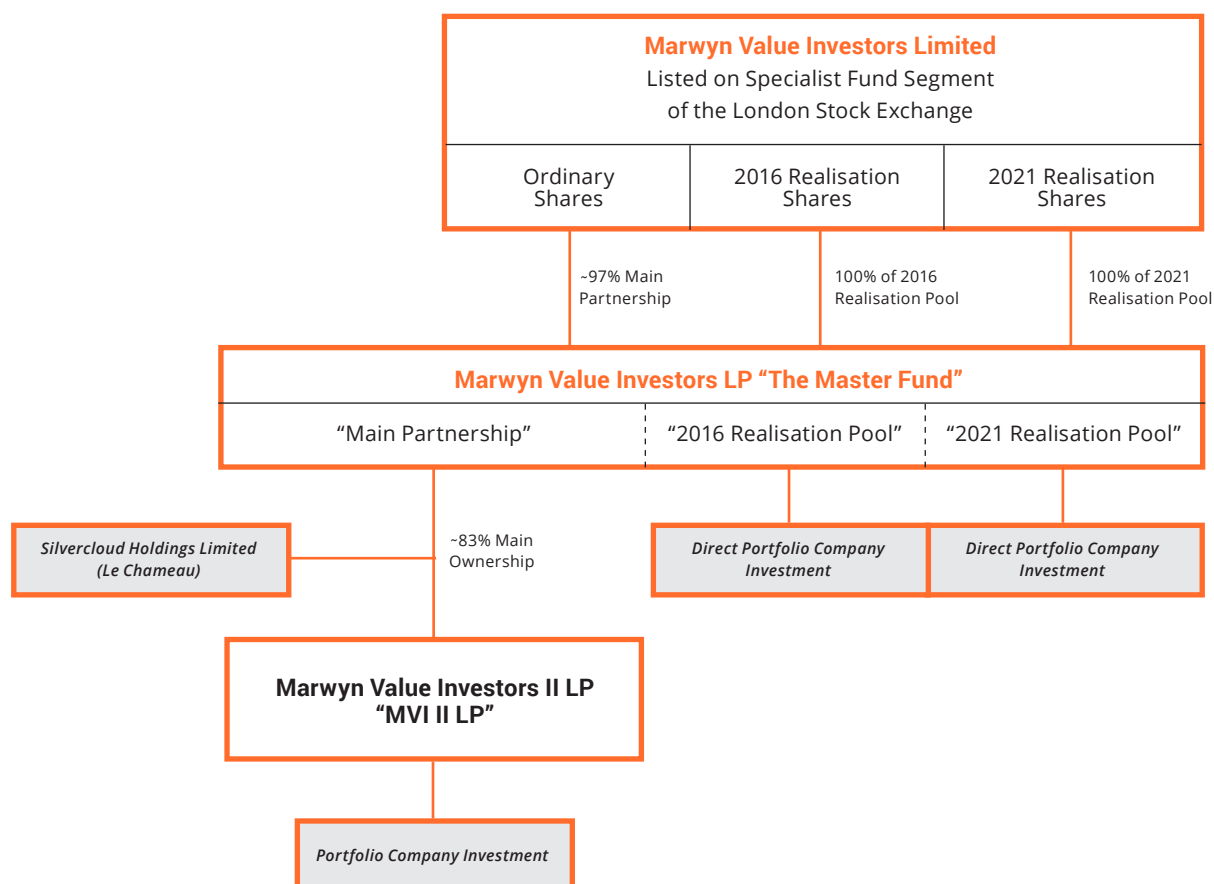 Marwyn Value Investors Limited
Listed on Specialist Fund Segment
of the London Stock Exchange
Ordinary
Shares
2016 Realisation
Shares
2021 Realisation
Shares
~97% Main
Partnership
100% of 2016
Realisation Pool
100% of 2021
Realisation Pool
Marwyn Value Investors LP “The Master Fund”
“Main Partnership”
“2016 Realisation Pool”
“2021 Realisation Pool”
Silvercloud Holdings Limited
(Le Chameau)
~83% Main
Ownership
Direct Portfolio Company
Investment
Direct Portfolio Company
Investment
Marwyn Value Investors II LP
“MVI II LP”
Portfolio Company Investment